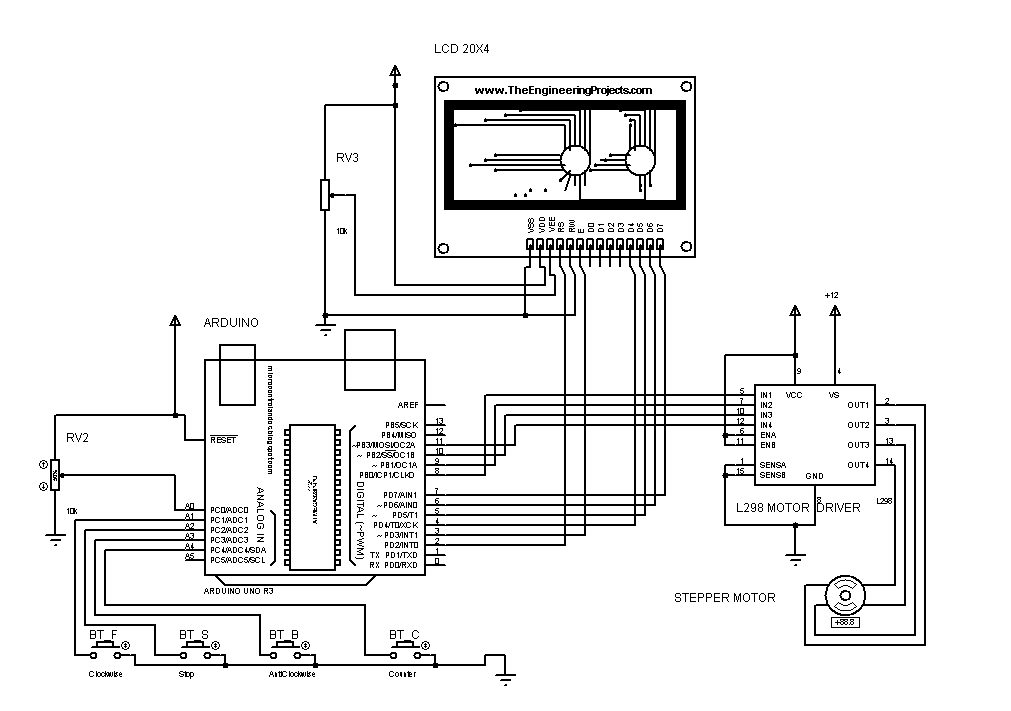 LCD 20X4
www.TheEngineeringProjects.com
RV3
10k
VSS
VDD
VEE
RS
RW
E
D0
D1
D2
D3
D4
D5
D6
D7
+12
ARDUINO
microcontrolandos.blogspot.com
AREF
RESET
PB5/SCK 13
PB4/MISO 12
~PB3/MOSI/OC2A 11
~ PB2/SS/OC1B 10
~ PB1/OC1A 9
PB0/ICP1/CLKO 8
PD7/AIN1 7
~PD6/AIN0 6
~ PD5/T1 5
PD4/T0/XCK 4
~PD3/INT1 3
PD2/INT0 2
TX PD1/TXD 1
RX PD0/RXD 0
DIGITAL (~PWM)
ANALOG IN
A0 PC0/ADC0
A1 PC1/ADC1
A2 PC2/ADC2
A3 PC3/ADC3
A4 PC4/ADC4/SDA
A5 PC5/ADC5/SCL
ARDUINO UNO R3
RV2
10k
5 IN1
7 IN2
10 IN3
12 IN4
6 ENA
11 ENB
1 SENSA
15 SENSB
9
VCC
4
VS
OUT1 2
OUT2 3
OUT3 13
OUT4 14
GND
8
L298 MOTOR DRIVER
L298
STEPPER MOTOR
+88.8
BT_F
Clockwise
BT_S
Stop
BT_B
AntiClockwise
BT_C
Counter